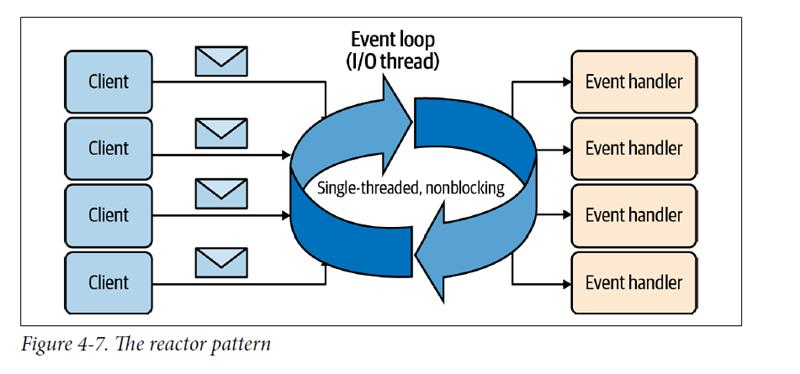 Event loop
(I/O thread)
Client
Client
Client
Client
Single-threaded, nonblocking
Event handler
Event handler
Event handler
Event handler
Figure 4-7. The reactor pattern